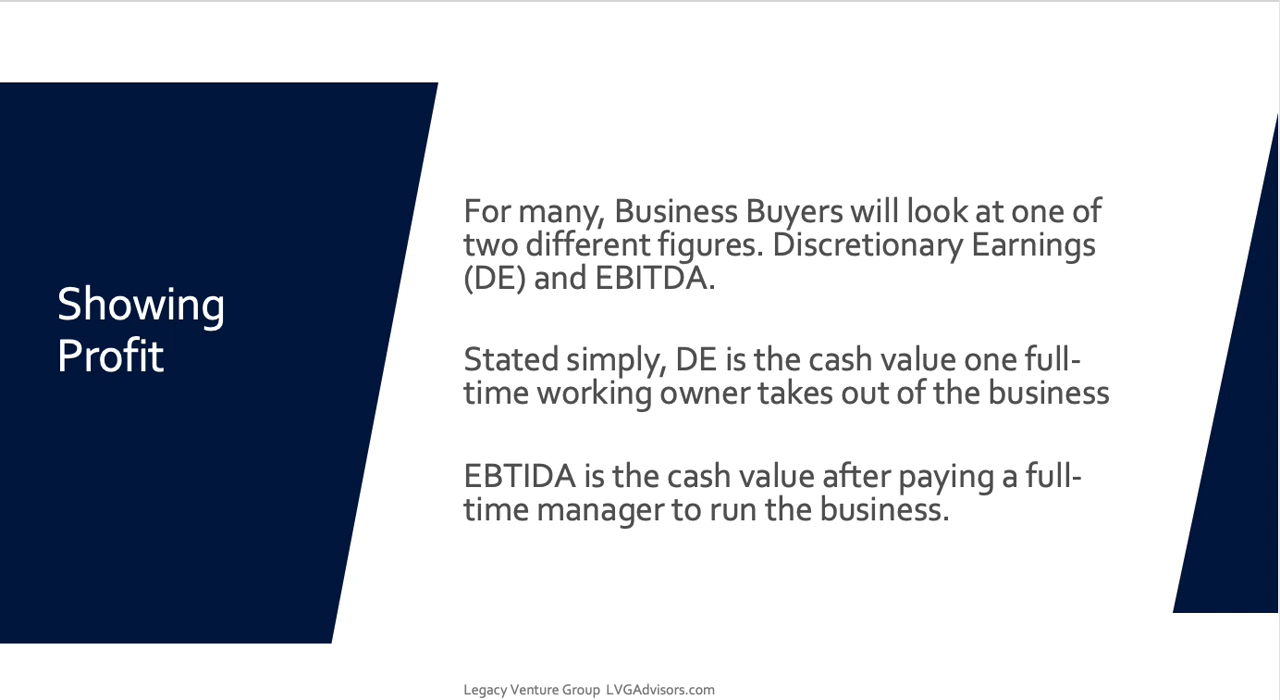 Showing
Profit
For many, Business Buyers will look at one of
two different figures. Discretionary Earnings
(DE) and EBITDA.
Stated simply, DE is the cash value one full-
time working owner takes out of the business
EBTIDA is the cash value after paying a full-
time manager to run the business.
Legacy Venture Group LVGAdvisors.com